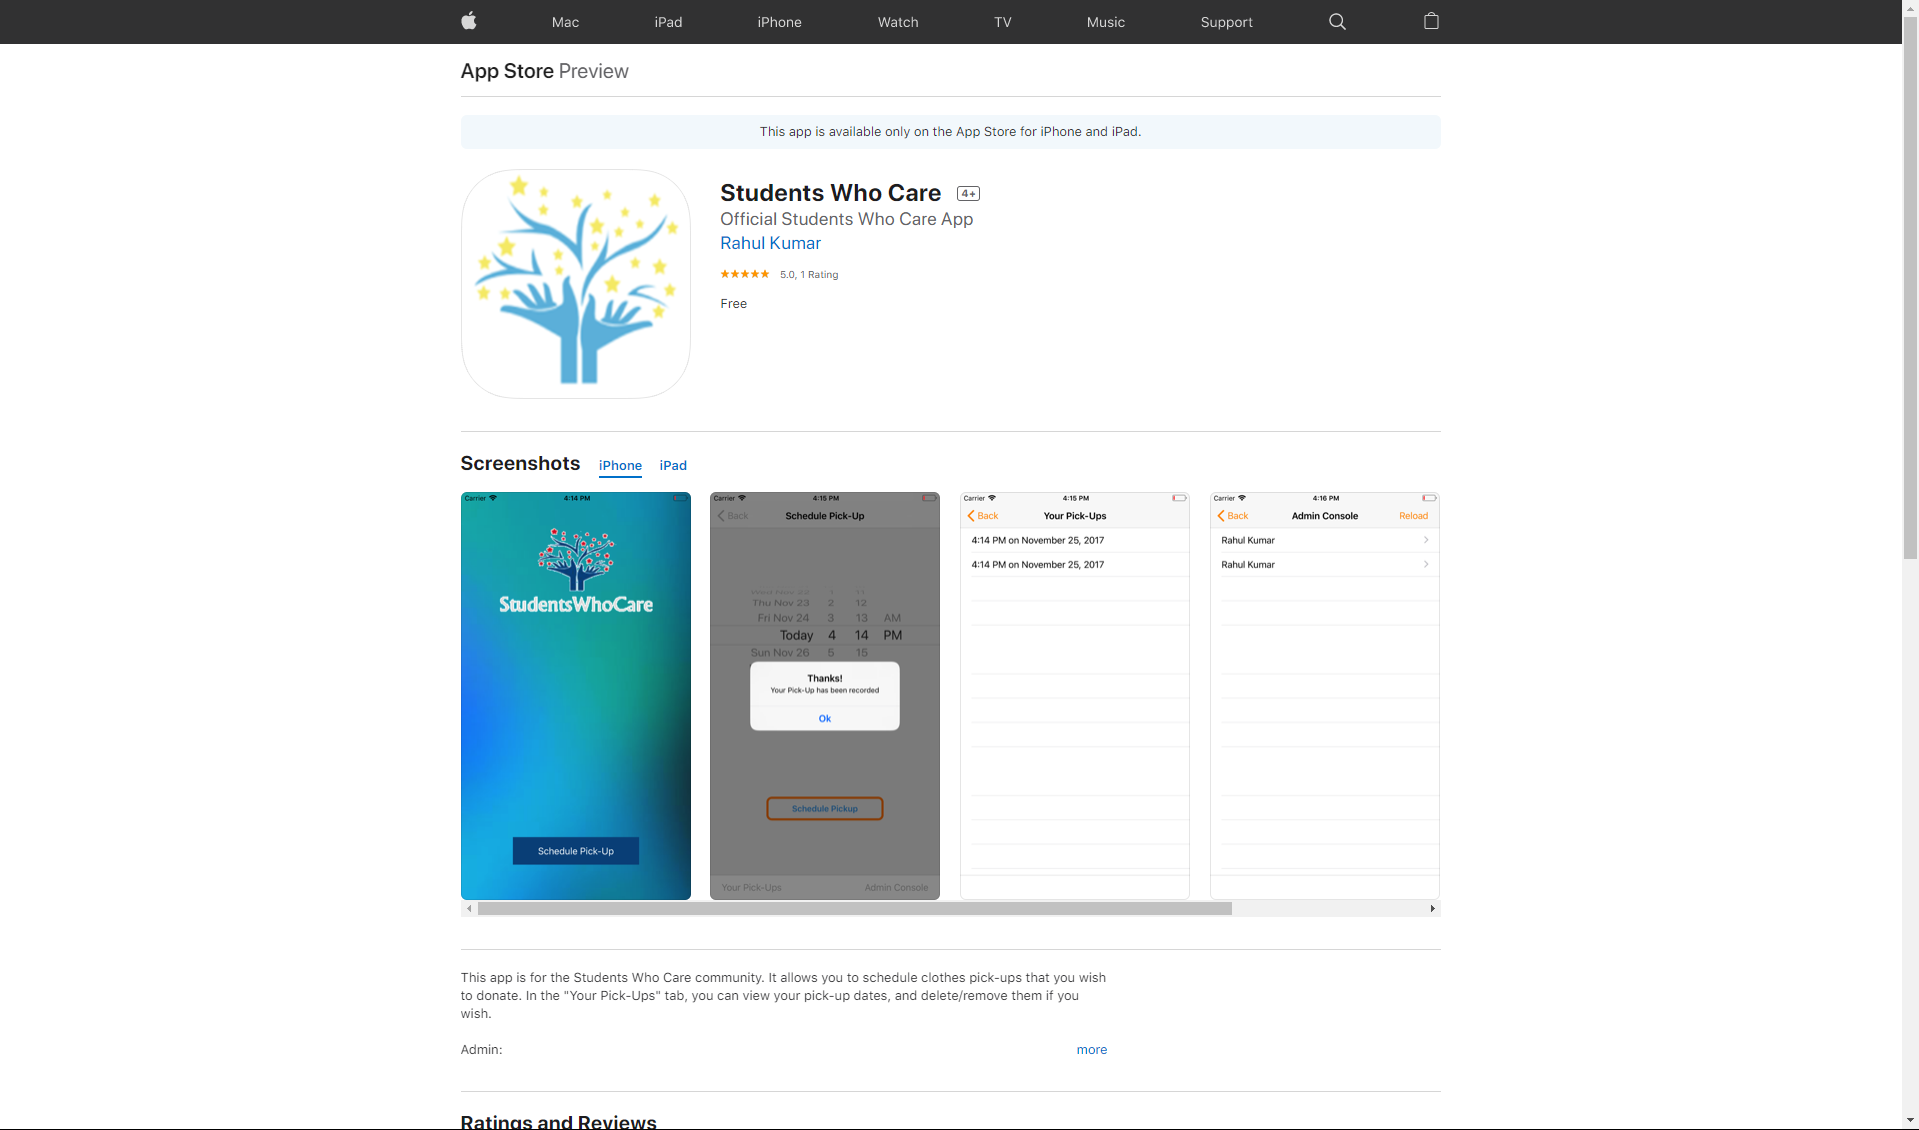 Mac iPad iPhone Watch TV Music Support
App Store Preview
This app is available only on the App Store for iPhone and iPad.
Students Who Care 4+
Official Students Who Care App
Rahul Kumar
5.0, 1 Rating
Free
Screenshots iPhone iPad
Carrier 4:14 PM
StudentsWhoCare
Schedule Pick-Up
Carrier 4:15 PM
Back Schedule Pick-Up
Wed Nov 22 3 11
Thu Nov 23 2 12
Fri Nov 24 3 13 AM
Today 4 14 PM
Sun Nov 26 5 15
Thanks!
Your Pick-Up has been recorded
Ok
Schedule Pickup
Your Pick-Ups Admin Console
Carrier 4:15 PM
Back Your Pick-Ups
4:14 PM on November 25, 2017
4:14 PM on November 25, 2017
Carrier 4:16 PM
Back Admin Console Reload
Rahul Kumar
Rahul Kumar
This app is for the Students Who Care community. It allows you to schedule clothes pick-ups that you wish
to donate. In the "Your Pick-Ups" tab, you can view your pick-up dates, and delete/remove them if you
wish.
Admin: more
Ratings and Reviews